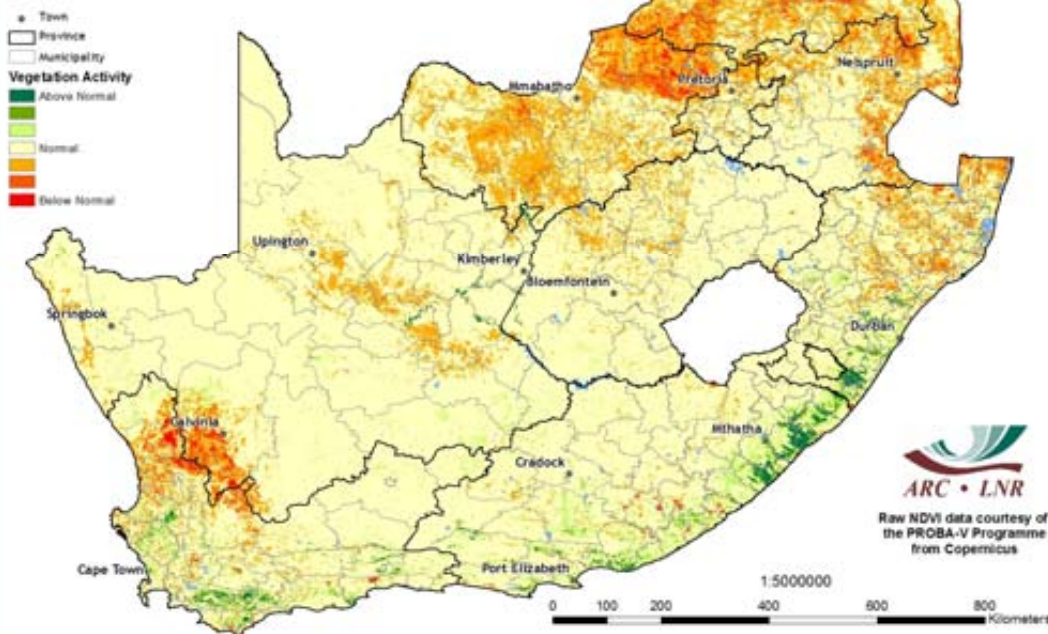 Town
Province
Municipality
Vegetation Activity
Above Normal
Normal
Below Normal
Mmabatho
Pretoria
Nelspruit
Upington
Kimberley
Bloemfontein
Springbok
Durban
Calvinia
Mthatha
Cradock
Cape Town
Port Elizabeth
ARC • LNR
Raw NDVI data courtesy of
the PROBA-V Programme
from Copernicus
1:5000000
0 100 200 400 600 800
Kilometers